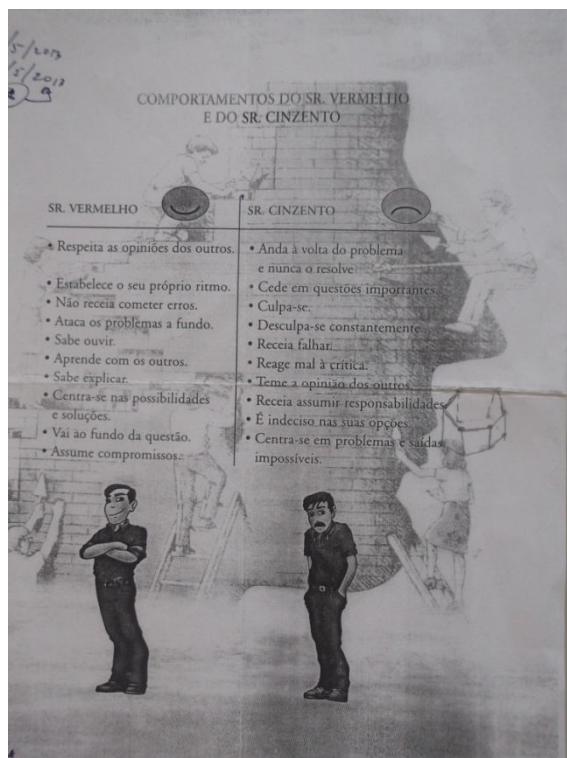 /5/2013
/5/2013
COMPORTAMENTOS DO SR. VERMELHO
E DO SR. CINZENTO
SR. VERMELHO
• Respeita as opiniões dos outros.
• Estabelece o seu próprio ritmo.
• Não receia cometer erros.
• Ataca os problemas a fundo.
• Sabe ouvir.
• Aprende com os outros.
• Sabe explicar.
• Centra-se nas possibilidades
e soluções.
• Vai ao fundo da questão.
• Assume compromissos.
SR. CINZENTO
• Anda à volta do problema
e nunca o resolve
• Cede em questões importantes.
• Culpa-se.
• Desculpa-se constantemente.
• Receia falhar.
• Reage mal à crítica.
• Teme a opinião dos outros.
• Receia assumir responsabilidades
• É indeciso nas suas opções.
• Centra-se em problemas e saídas
impossíveis.